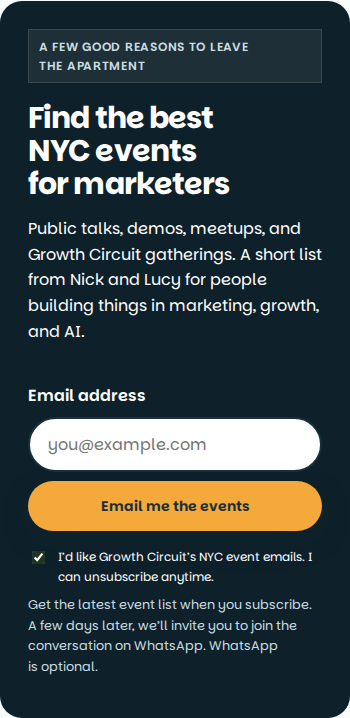 A FEW GOOD REASONS TO LEAVE
THE APARTMENT
Find the best
NYC events
for marketers
Public talks, demos, meetups, and
Growth Circuit gatherings. A short list
from Nick and Lucy for people
building things in marketing, growth,
and AI.
Email address
you@example.com
Email me the events
I’d like Growth Circuit’s NYC event emails. I
can unsubscribe anytime.
Get the latest event list when you subscribe.
A few days later, we’ll invite you to join the
conversation on WhatsApp. WhatsApp
is optional.